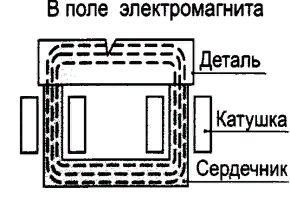 В поле электромагнита
Деталь
Катушка
Сердечник